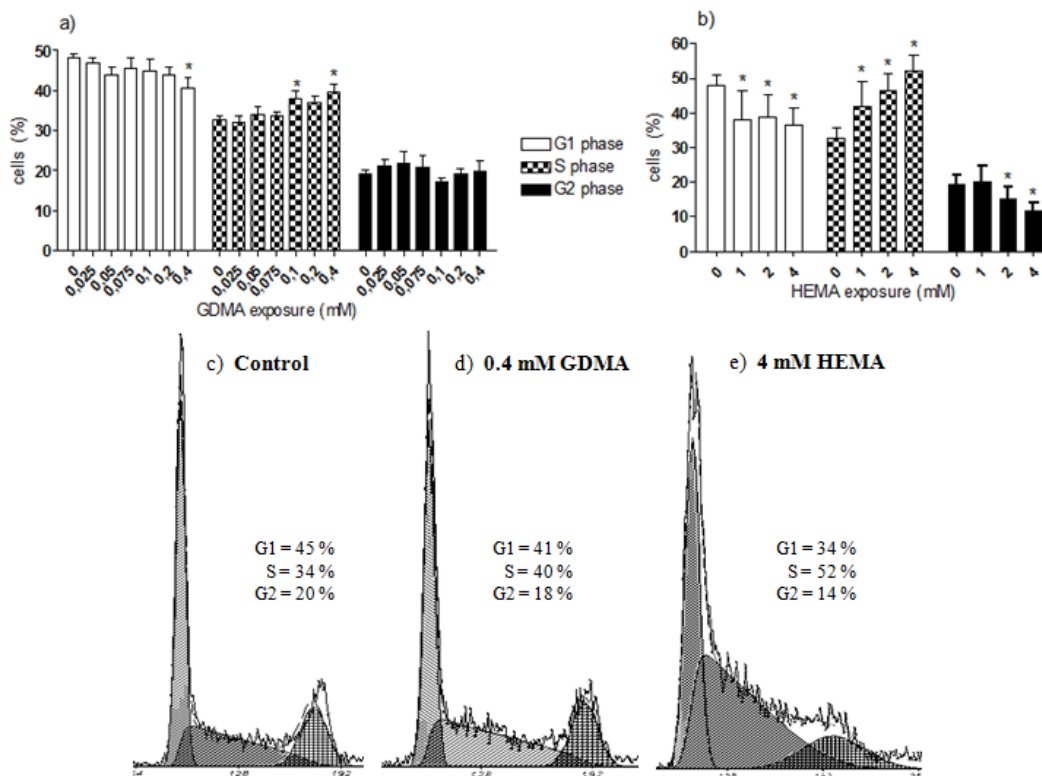 a)
cells (%)
50
40
30
20
10
0
*
*
*
0 0,025 0,05 0,075 0,1 0,2 0,4 0 0,025 0,05 0,075 0,1 0,2 0,4 0 0,025 0,05 0,075 0,1 0,2 0,4
GDMA exposure (mM)
G1 phase
S phase
G2 phase
b)
cells (%)
60
50
40
30
20
10
0
* * *
* * *
* *
0 1 2 4 0 1 2 4 0 1 2 4
HEMA exposure (mM)
c) Control
G1 = 45 %
S = 34 %
G2 = 20 %
128 192
d) 0.4 mM GDMA
G1 = 41 %
S = 40 %
G2 = 18 %
128 192
e) 4 mM HEMA
G1 = 34 %
S = 52 %
G2 = 14 %